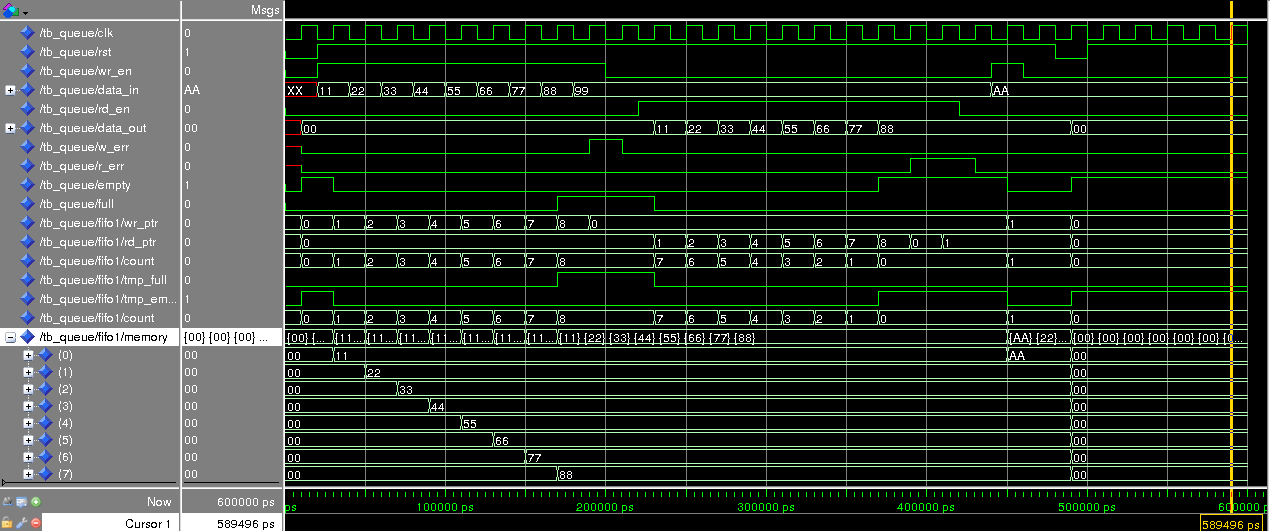 Msgs
/tb_queue/clk 0
/tb_queue/rst 1
/tb_queue/wr_en 0
/tb_queue/data_in AA XX 11 22 33 44 55 66 77 88 99 AA
/tb_queue/rd_en 0
/tb_queue/data_out 00 00 11 22 33 44 55 66 77 88 00
/tb_queue/w_err 0
/tb_queue/r_err 0
/tb_queue/empty 1
/tb_queue/full 0
/tb_queue/fifo1/wr_ptr 0 0 1 2 3 4 5 6 7 8 0 1 0
/tb_queue/fifo1/rd_ptr 0 0 1 2 3 4 5 6 7 8 0 1 0
/tb_queue/fifo1/count 0 0 1 2 3 4 5 6 7 8 7 6 5 4 3 2 1 0 1 0
/tb_queue/fifo1/tmp_full 0
/tb_queue/fifo1/tmp_em... 1
/tb_queue/fifo1/count 0 0 1 2 3 4 5 6 7 8 7 6 5 4 3 2 1 0 1 0
/tb_queue/fifo1/memory {00} {00} {00} ... {00} {... {11... {11... {11... {11... {11... {11... {11... {11} {22} {33} {44} {55} {66} {77} {88} {AA} {22}... {00} {00} {00} {00} {00} {00} {00} {0...
(0) 00 00 11 AA 00
(1) 00 00 22 00
(2) 00 00 33 00
(3) 00 00 44 00
(4) 00 00 55 00
(5) 00 00 66 00
(6) 00 00 77 00
(7) 00 00 88 00
Now 600000 ps ps 100000 ps 200000 ps 300000 ps 400000 ps 500000 ps 600000 p
Cursor 1 589496 ps 589496 ps